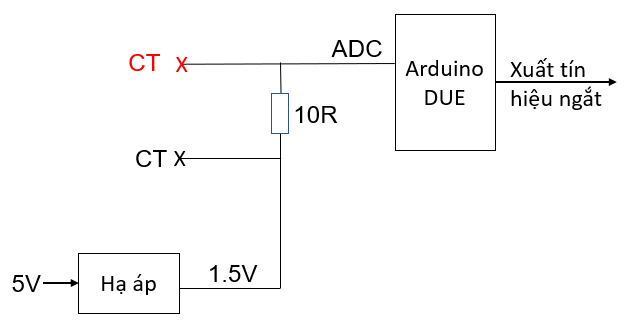 CT X
ADC
Arduino
DUE
Xuất tín
hiệu ngắt
10R
CT X
5V
Hạ áp
1.5V